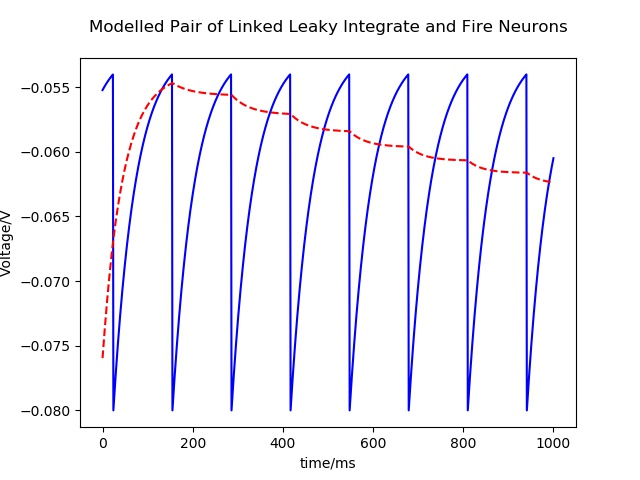 Modelled Pair of Linked Leaky Integrate and Fire Neurons
−0.055
−0.060
−0.065
−0.070
−0.075
−0.080
Voltage/V
0 200 400 600 800 1000
time/ms